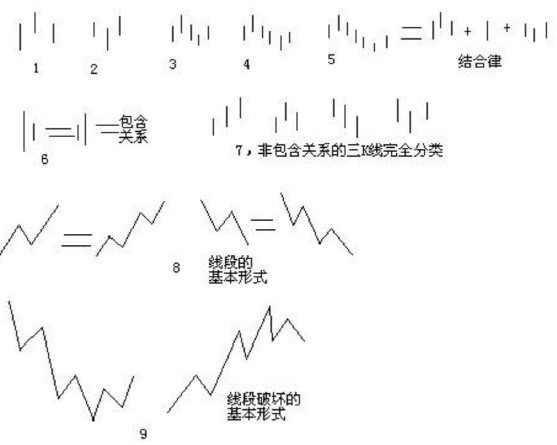 1 2 3 4 5 + +
结合律
6 包含
关系
7，非包含关系的三K线完全分类
8 线段的
基本形式
9 线段破坏的
基本形式